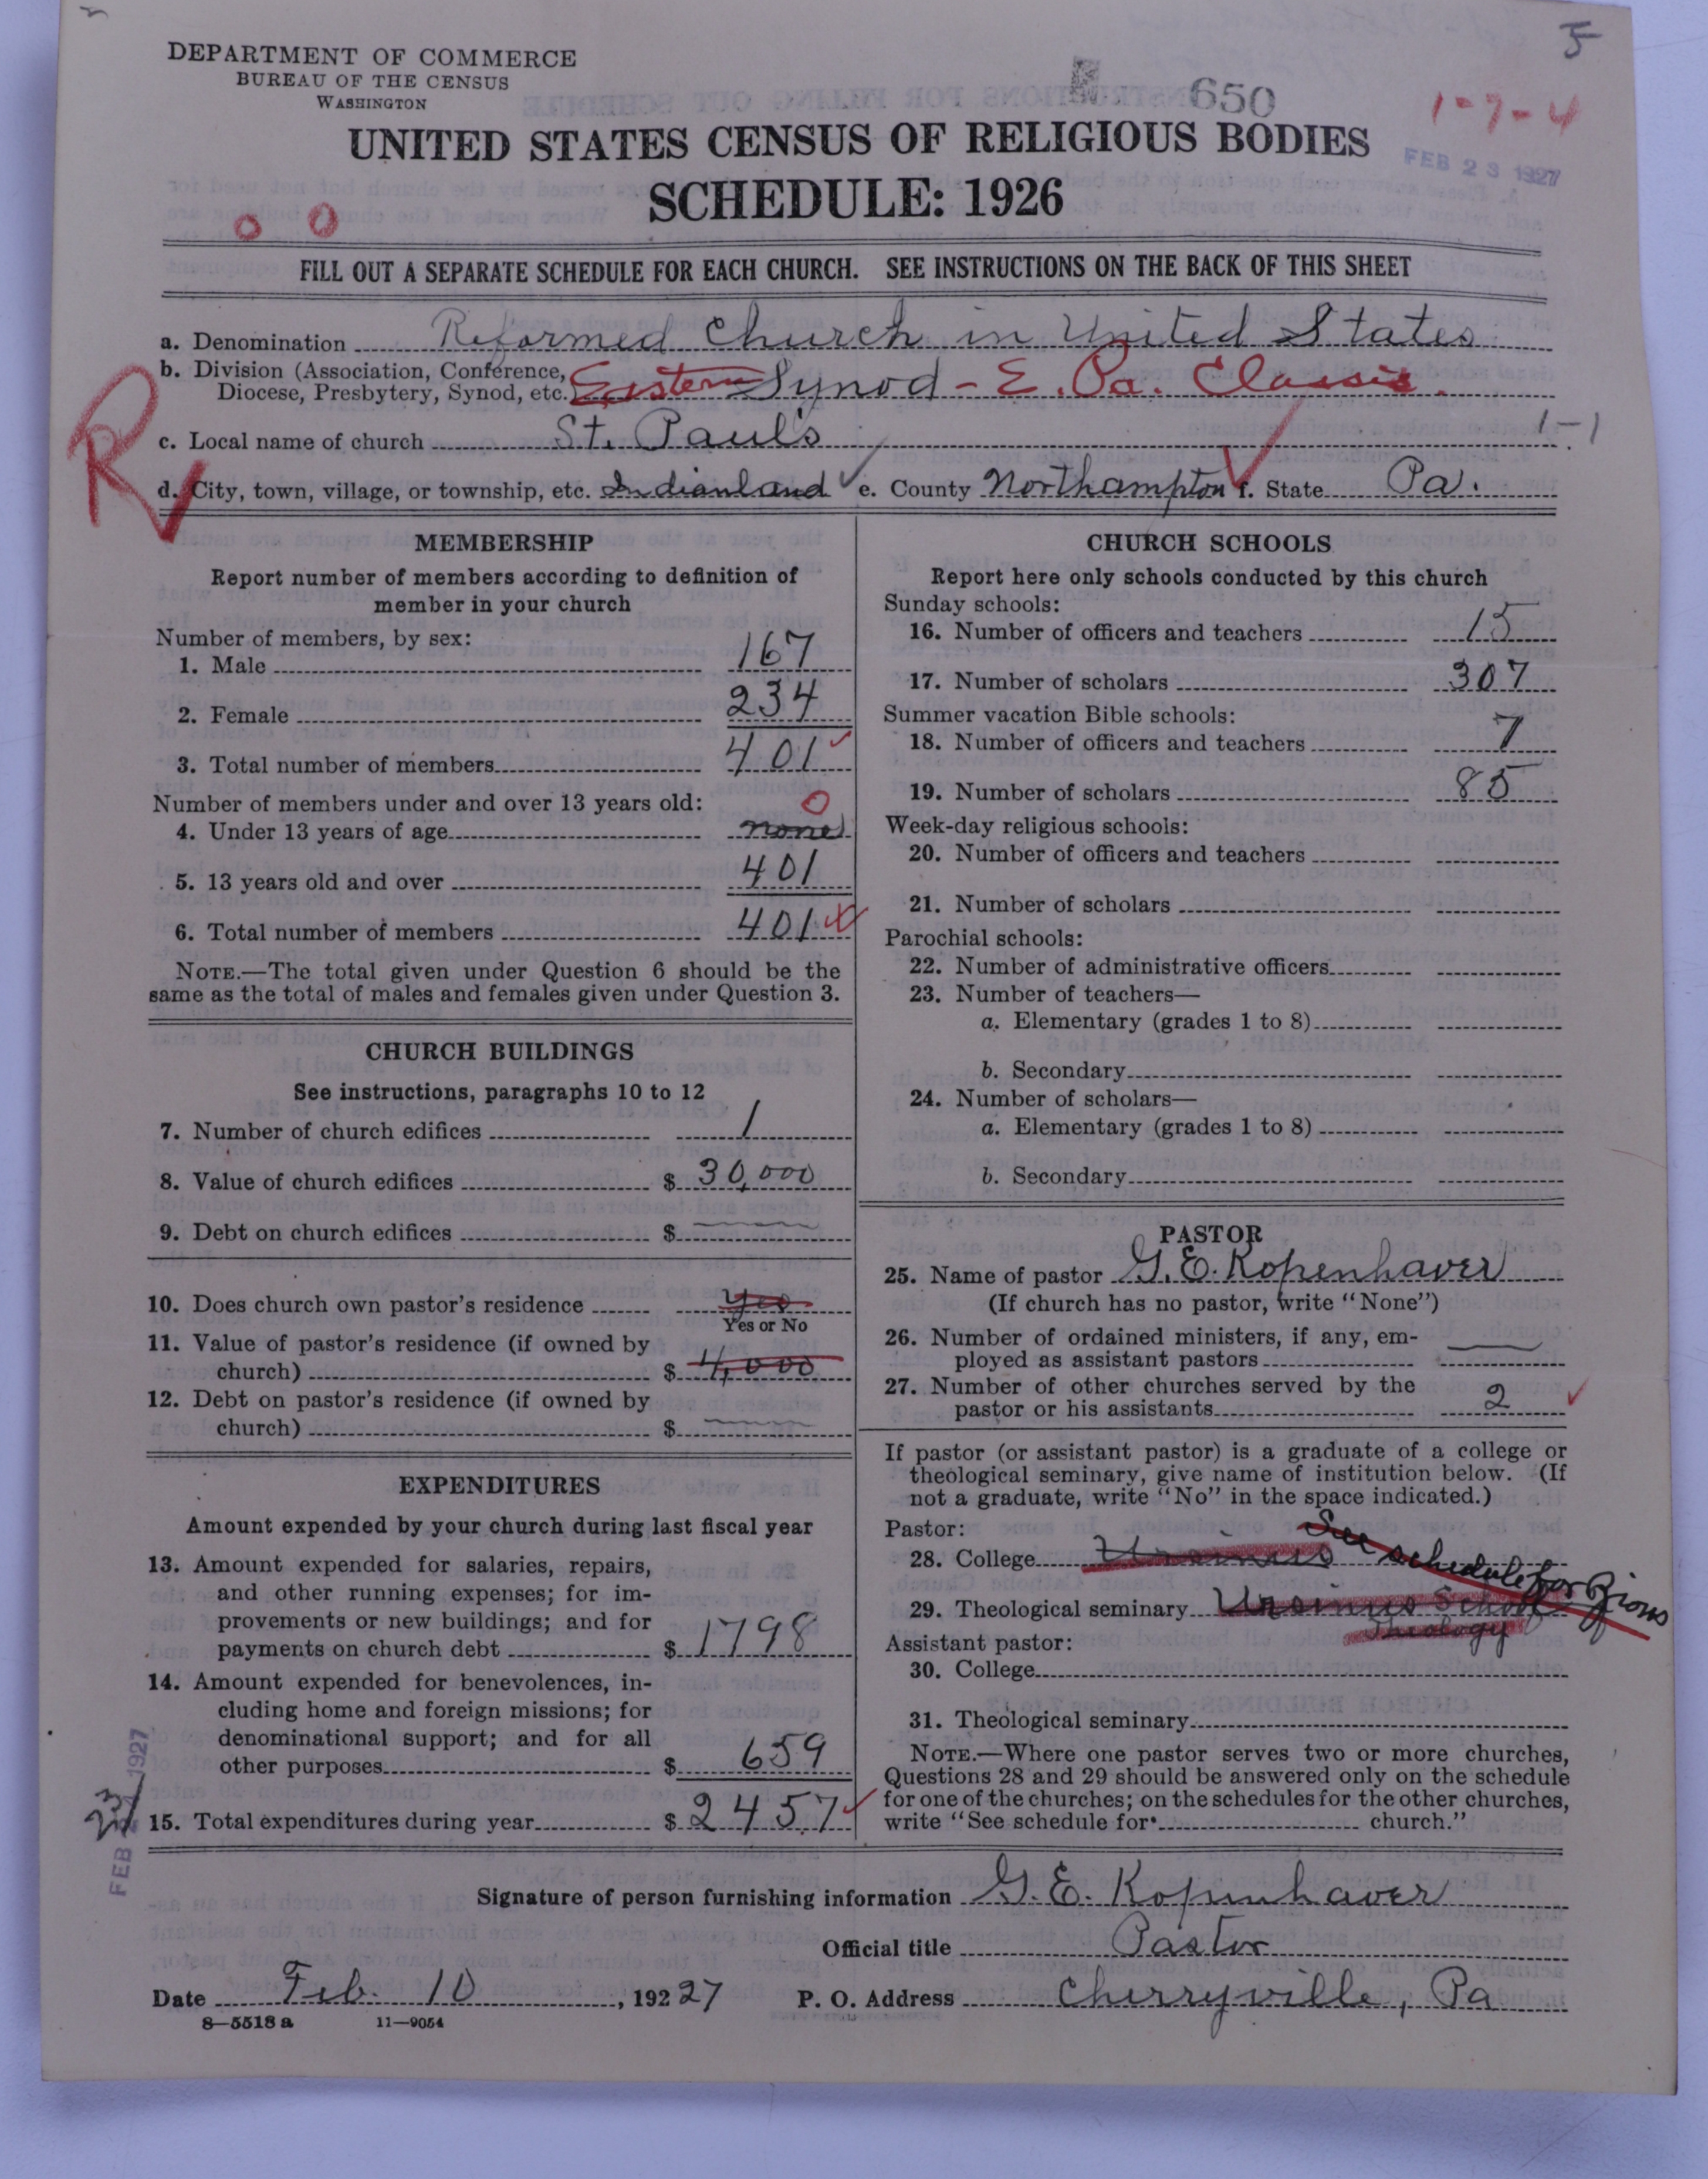 5
DEPARTMENT OF COMMERCE
BUREAU OF THE CENSUS
WASHINGTON
650
1-7-4
UNITED STATES CENSUS OF RELIGIOUS BODIES
FEB 23 1927
SCHEDULE: 1926
0 0
FILL OUT A SEPARATE SCHEDULE FOR EACH CHURCH. SEE INSTRUCTIONS ON THE BACK OF THIS SHEET
a. Denomination Reformed Church in United States
b. Division (Association, Conference,
Diocese, Presbytery, Synod, etc.) Eastern Synod - E. Pa. Classis.
c. Local name of church St. Paul's 1-1
R
d. City, town, village, or township, etc. Indianland e. County Northampton f. State Pa.
MEMBERSHIP
Report number of members according to definition of
member in your church
Number of members, by sex:
1. Male 167
2. Female 234
3. Total number of members 401
Number of members under and over 13 years old:
0
4. Under 13 years of age none
5. 13 years old and over 401
6. Total number of members 401
NOTE.—The total given under Question 6 should be the
same as the total of males and females given under Question 3.
CHURCH BUILDINGS
See instructions, paragraphs 10 to 12
7. Number of church edifices 1
8. Value of church edifices $ 30,000
9. Debt on church edifices $
10. Does church own pastor's residence yes
Yes or No
11. Value of pastor's residence (if owned by
church) $ 4,000
12. Debt on pastor's residence (if owned by
church) $
EXPENDITURES
Amount expended by your church during last fiscal year
13. Amount expended for salaries, repairs,
and other running expenses; for im-
provements or new buildings; and for
payments on church debt $ 1798
14. Amount expended for benevolences, in-
cluding home and foreign missions; for
denominational support; and for all
other purposes $ 659
15. Total expenditures during year $ 2457
FEB 23 1927
CHURCH SCHOOLS
Report here only schools conducted by this church
Sunday schools:
16. Number of officers and teachers 15
17. Number of scholars 307
Summer vacation Bible schools:
18. Number of officers and teachers 7
19. Number of scholars 85
Week-day religious schools:
20. Number of officers and teachers
21. Number of scholars
Parochial schools:
22. Number of administrative officers
23. Number of teachers—
a. Elementary (grades 1 to 8)
b. Secondary
24. Number of scholars—
a. Elementary (grades 1 to 8)
b. Secondary
PASTOR
25. Name of pastor G. E. Kopenhaver
(If church has no pastor, write "None")
26. Number of ordained ministers, if any, em-
ployed as assistant pastors
27. Number of other churches served by the
pastor or his assistants 2
If pastor (or assistant pastor) is a graduate of a college or
theological seminary, give name of institution below. (If
not a graduate, write "No" in the space indicated.)
Pastor:
28. College Ursinus See schedule for Zions
29. Theological seminary Ursinus School
Theology
Assistant pastor:
30. College
31. Theological seminary
NOTE.—Where one pastor serves two or more churches,
Questions 28 and 29 should be answered only on the schedule
for one of the churches; on the schedules for the other churches,
write "See schedule for church."
Signature of person furnishing information G. E. Kopenhaver
Official title Pastor
Date Feb. 10, 192 27 P. O. Address Cherryville, Pa
8—5518 a 11—9054